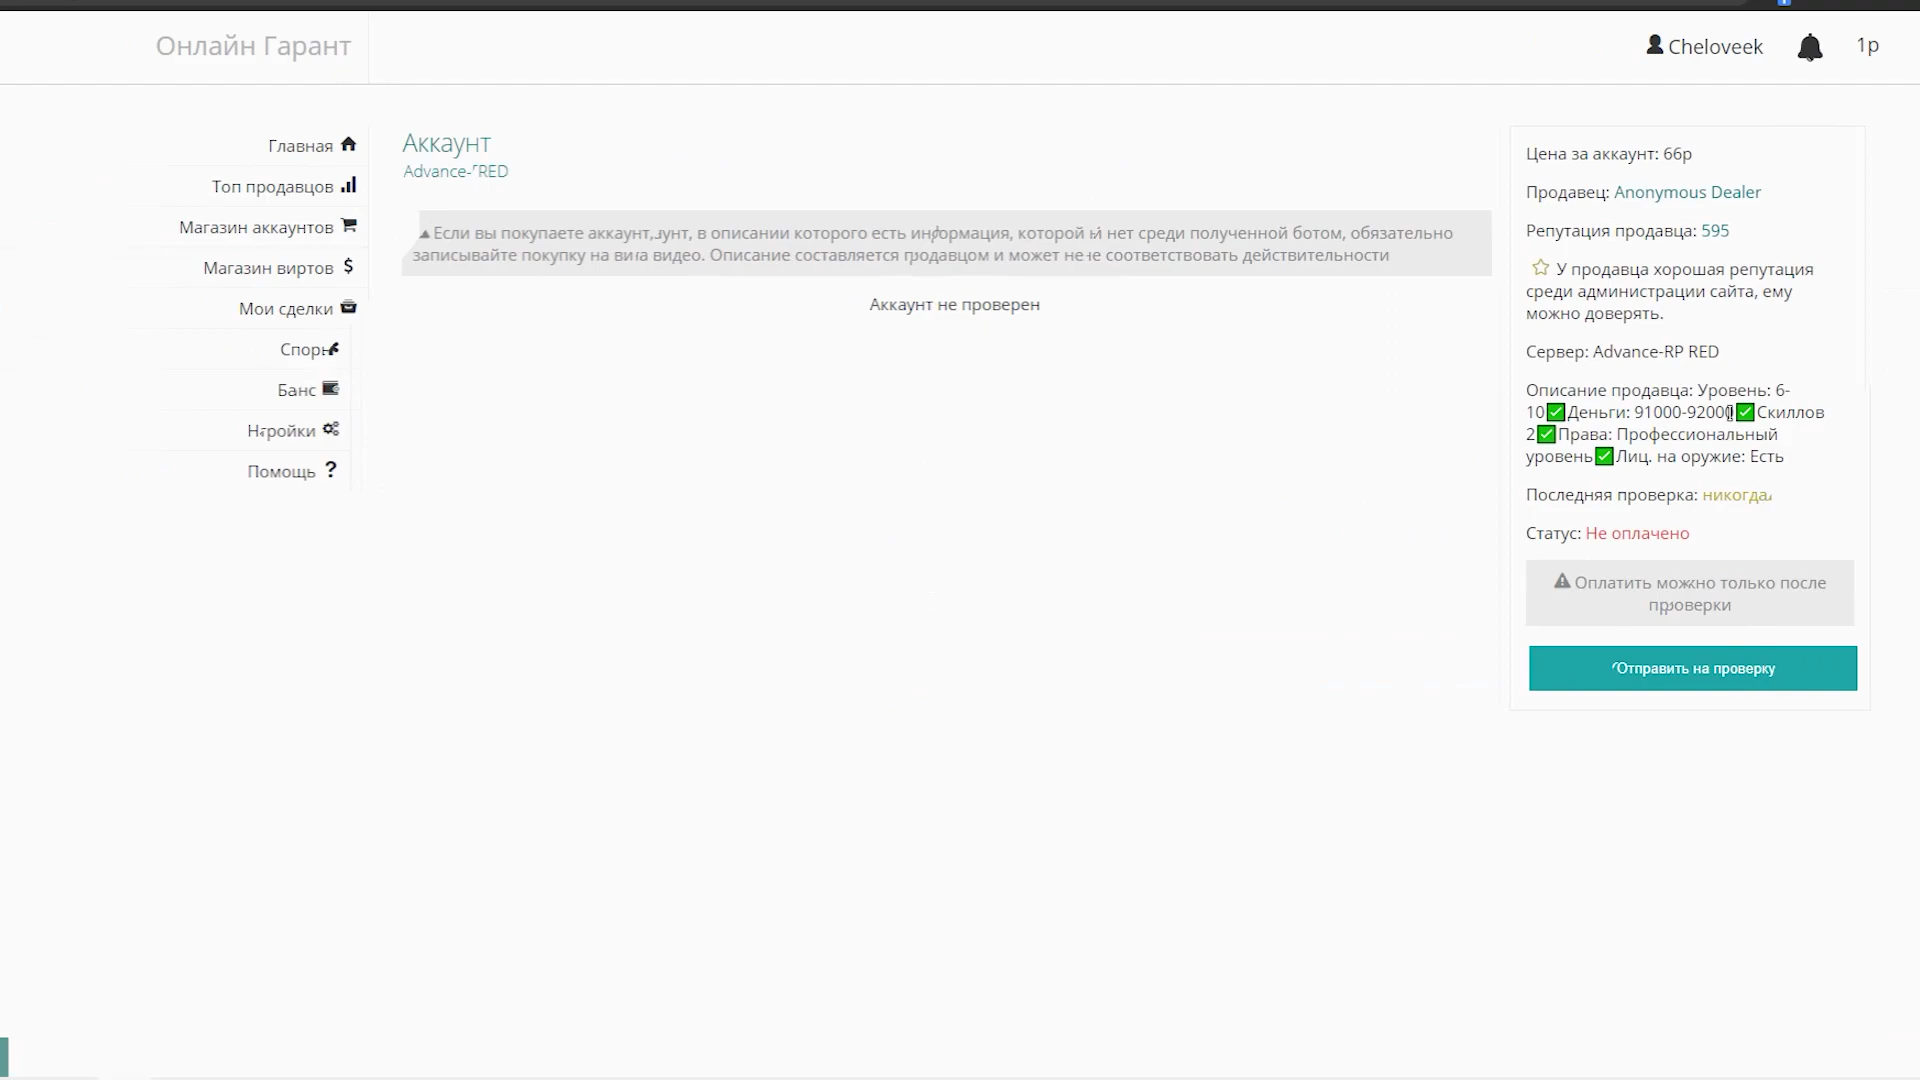 Онлайн Гарант
Cheloveek
1р
Главная
Топ продавцов
Магазин аккаунтов
Магазин виртов
Мои сделки
Помощь ?
Аккаунт
Advance- RED
Если вы покупаете аккаунт, в описании которого есть информация, которой нет среди полученной ботом, обязательно
записывайте покупку на видео. Описание составляется продавцом и может не соответствовать действительности
Аккаунт не проверен
Цена за аккаунт: 66р
Продавец: Anonymous Dealer
Репутация продавца: 595
У продавца хорошая репутация
среди администрации сайта, ему
можно доверять.
Сервер: Advance-RP RED
Описание продавца: Уровень: 6-
10✅Деньги: 91000-92000✅Скиллов
2✅Права: Профессиональный
уровень✅Лиц. на оружие: Есть
Последняя проверка: никогда
Статус: Не оплачено
Оплатить можно только после
проверки
Отправить на проверку